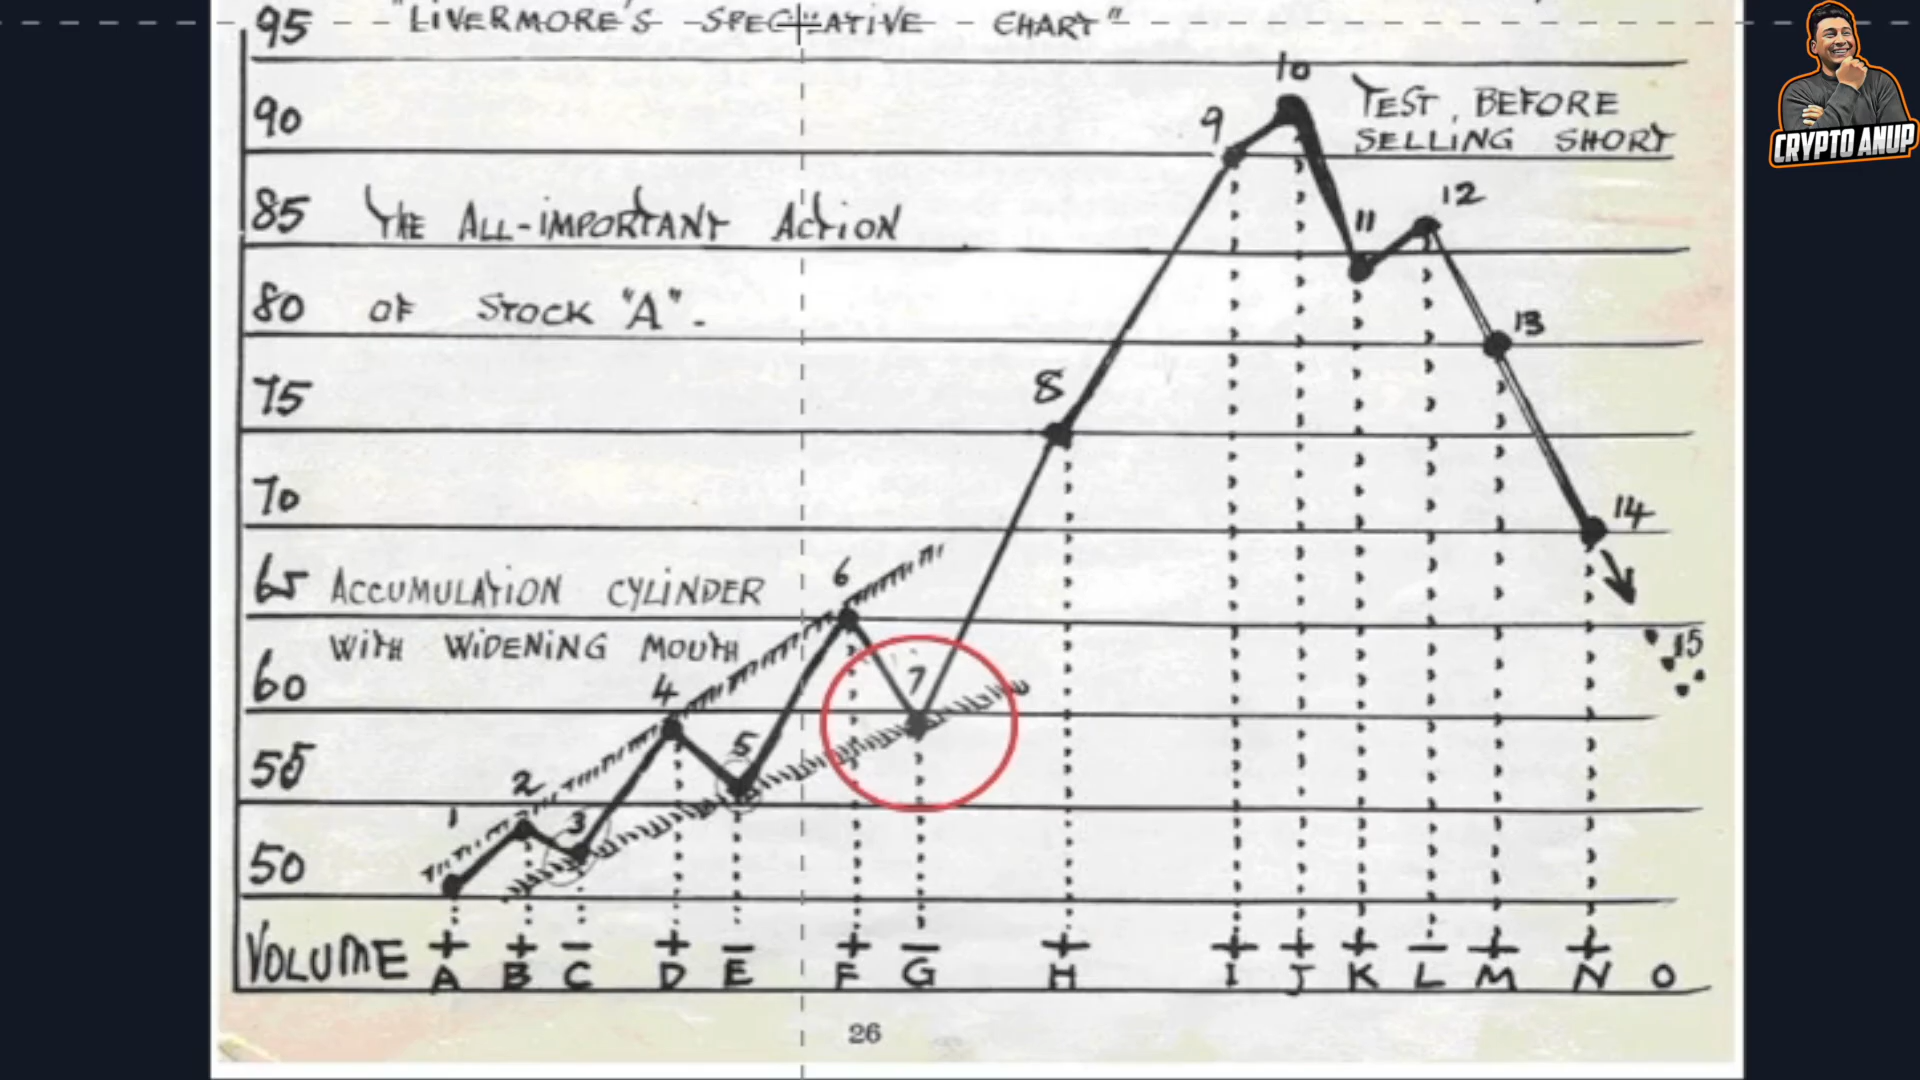 "LIVERMORE'S SPECULATIVE CHART"
95
10
90
9
TEST, BEFORE
SELLING SHORT
CRYPTO ANUP
85
THE ALL-IMPORTANT ACTION
12
11
80
OF STOCK "A".
13
75
8
70
14
65
ACCUMULATION CYLINDER
6
WITH WIDENING MOUTH
15
60
4
7
55
5
2
1
3
50
VOLUME
+ + - + - + - + + + + - + +
A B C D E F G H I J K L M N O
26